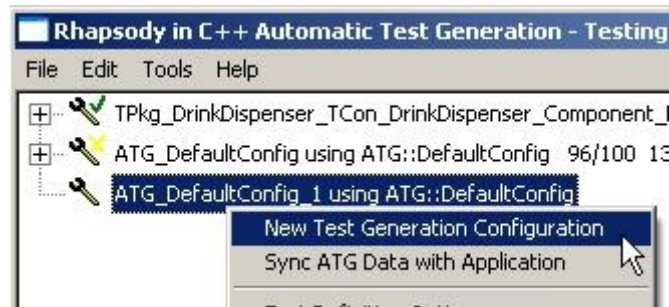 Rhapsody in C++ Automatic Test Generation - Testing
File Edit Tools Help
TPkg_DrinkDispenser_TCon_DrinkDispenser_Component_
ATG_DefaultConfig using ATG::DefaultConfig 96/100 13
ATG_DefaultConfig_1 using ATG::DefaultConfig
New Test Generation Configuration
Sync ATG Data with Application